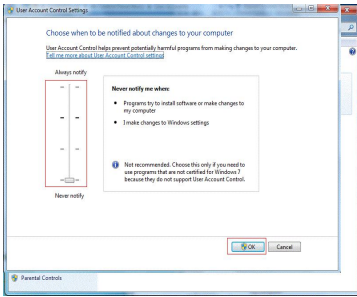 User Account Control Settings
Choose when to be notified about changes to your computer
User Account Control helps prevent potentially harmful programs from making changes to your computer.
Tell me more about User Account Control settings
Always notify
Never notify me when:
• Programs try to install software or make changes to
my computer
• I make changes to Windows settings
Not recommended. Choose this only if you need to
use programs that are not certified for Windows 7
because they do not support User Account Control.
Never notify
OK
Cancel
Parental Controls